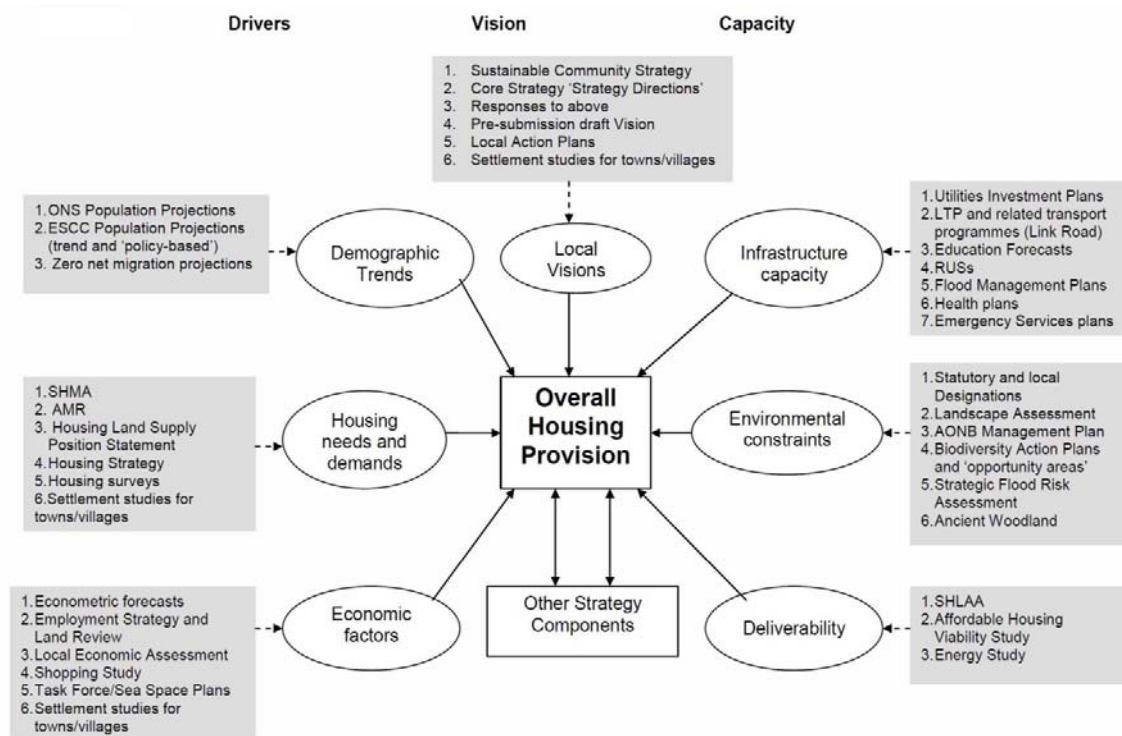 Drivers
Vision
Capacity
1. Sustainable Community Strategy
2. Core Strategy ‘Strategy Directions’
3. Responses to above
4. Pre-submission draft Vision
5. Local Action Plans
6. Settlement studies for towns/villages
1.ONS Population Projections
2.ESCC Population Projections
(trend and ‘policy-based’)
3. Zero net migration projections
Demographic
Trends
Local
Visions
Infrastructure
capacity
1.Utilities Investment Plans
2.LTP and related transport
programmes (Link Road)
3.Education Forecasts
4.RUSs
5.Flood Management Plans
6.Health plans
7.Emergency Services plans
1.SHMA
2. AMR
3. Housing Land Supply
Position Statement
4.Housing Strategy
5.Housing surveys
6.Settlement studies for
towns/villages
Housing
needs and
demands
Overall
Housing
Provision
Environmental
constraints
1.Statutory and local
Designations
2.Landscape Assessment
3.AONB Management Plan
4.Biodiversity Action Plans
and ‘opportunity areas’
5.Strategic Flood Risk
Assessment
6.Ancient Woodland
1.Econometric forecasts
2.Employment Strategy and
Land Review
3.Local Economic Assessment
4.Shopping Study
5.Task Force/Sea Space Plans
6.Settlement studies for
towns/villages
Economic
factors
Other Strategy
Components
Deliverability
1.SHLAA
2.Affordable Housing
Viability Study
3.Energy Study